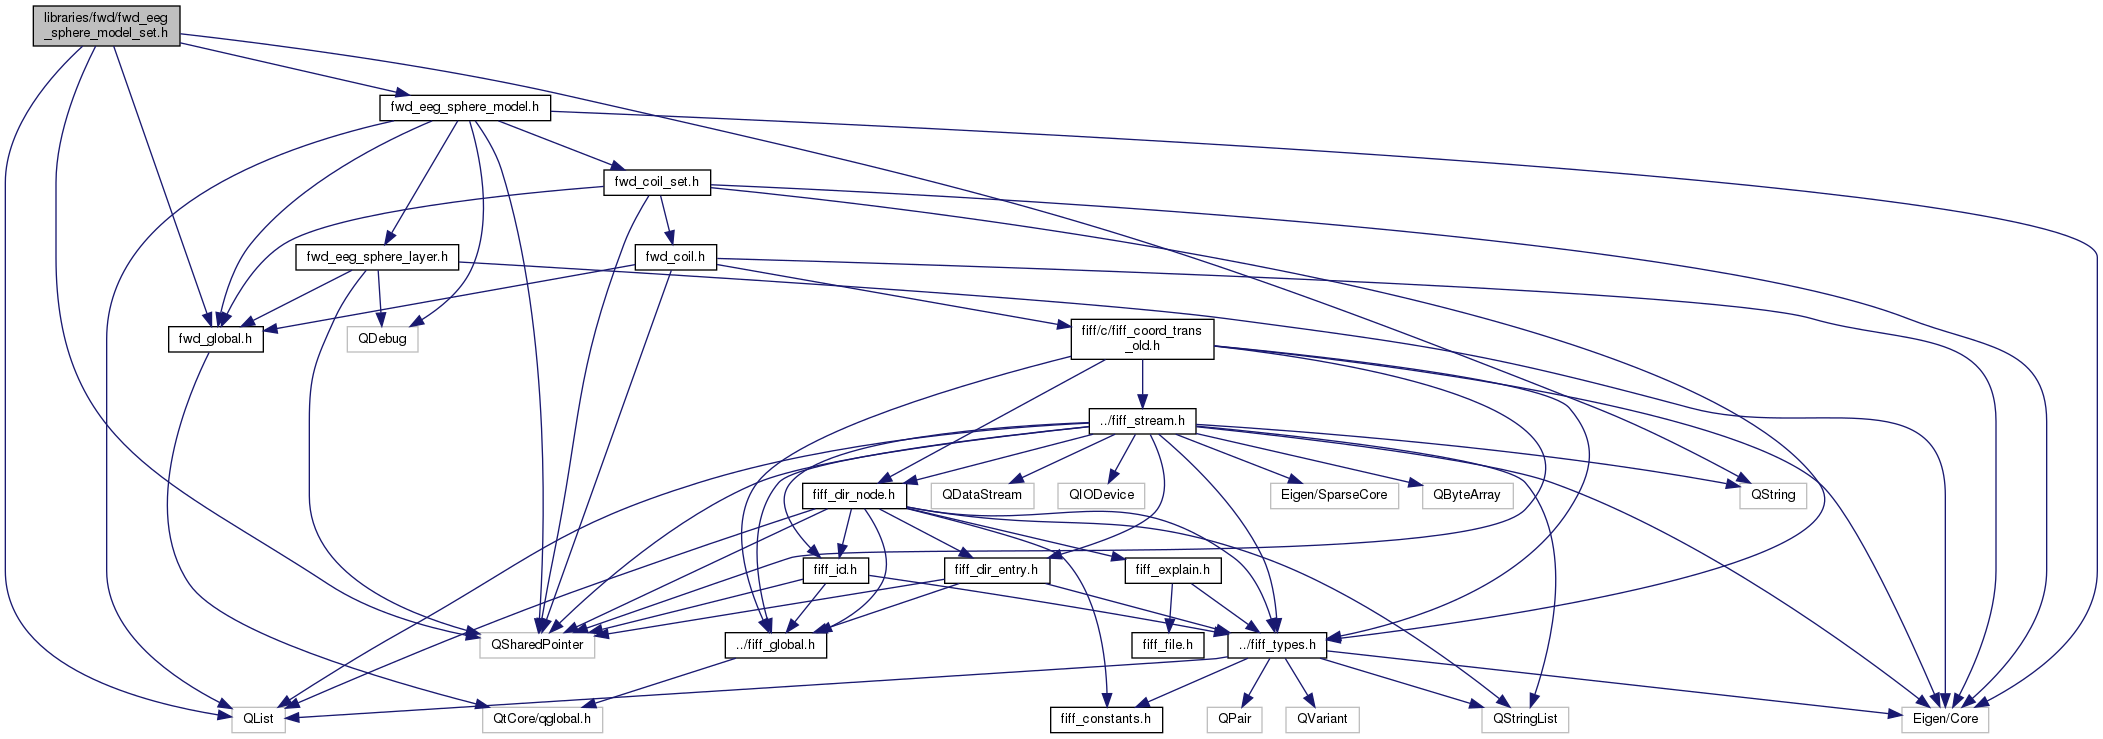 libraries/fwd/fwd_eeg
_sphere_model_set.h
fwd_eeg_sphere_model.h
fwd_coil_set.h
fwd_eeg_sphere_layer.h
fwd_coil.h
fwd_global.h
QDebug
fiff/c/fiff_coord_trans
_old.h
../fiff_stream.h
fiff_dir_node.h
QDataStream
QIODevice
Eigen/SparseCore
QByteArray
QString
fiff_id.h
fiff_dir_entry.h
fiff_explain.h
QSharedPointer
../fiff_global.h
fiff_file.h
../fiff_types.h
QList
QtCore/qglobal.h
fiff_constants.h
QPair
QVariant
QStringList
Eigen/Core